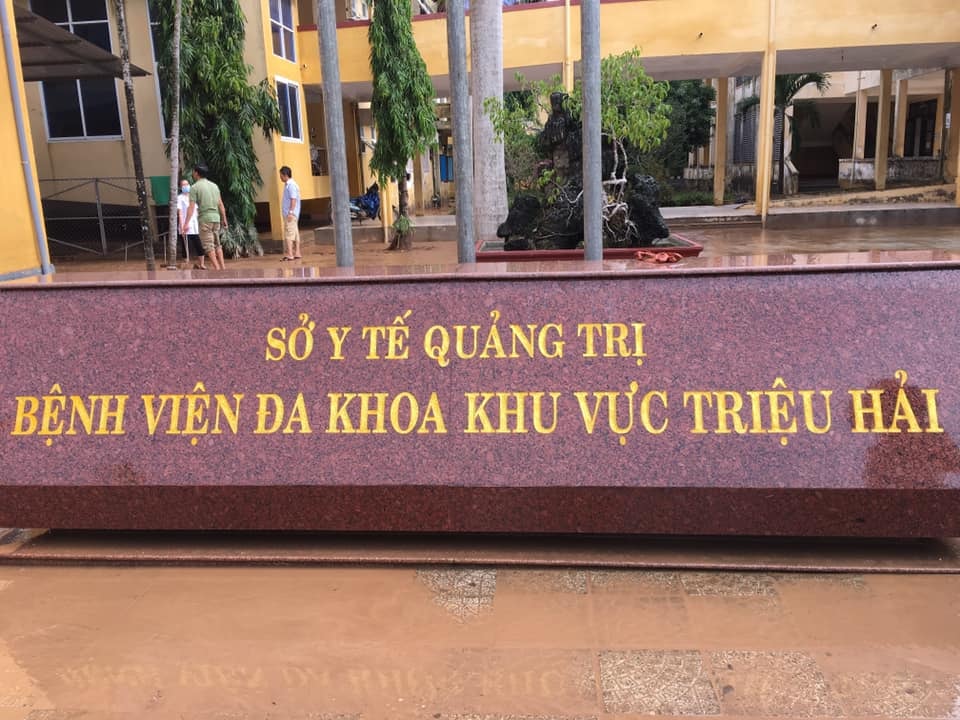 SỞ Y TẾ QUẢNG TRỊ
BỆNH VIỆN ĐA KHOA KHU VỰC TRIỆU HẢI